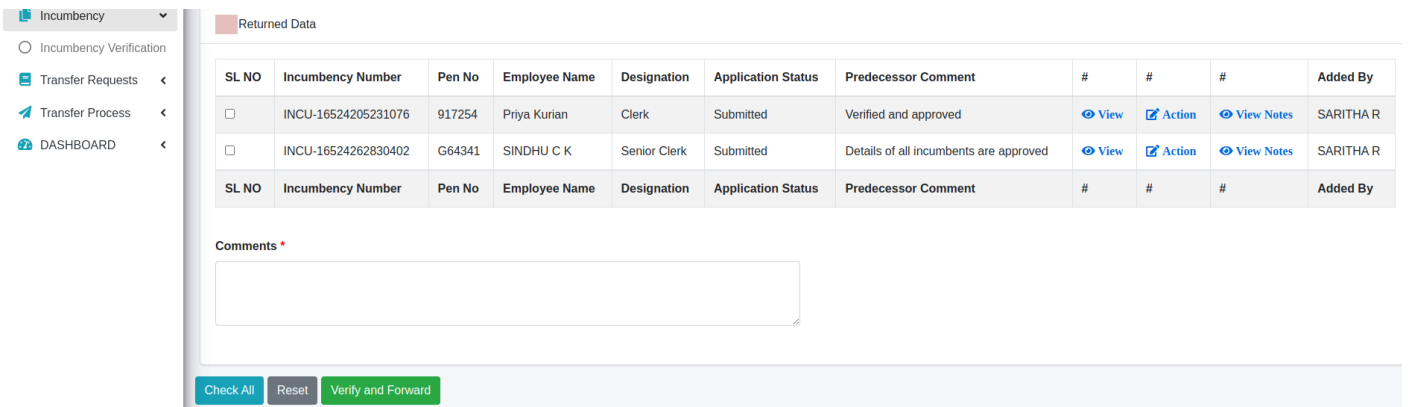 Incumbency
Incumbency Verification
Transfer Requests
Transfer Process
DASHBOARD
Returned Data
SL NO Incumbency Number Pen No Employee Name Designation Application Status Predecessor Comment # # # Added By
INCU-16524205231076 917254 Priya Kurian Clerk Submitted Verified and approved View Action View Notes SARITHA R
INCU-16524262830402 G64341 SINDHU C K Senior Clerk Submitted Details of all incumbents are approved View Action View Notes SARITHA R
SL NO Incumbency Number Pen No Employee Name Designation Application Status Predecessor Comment # # # Added By
Comments *
Check All Reset Verify and Forward